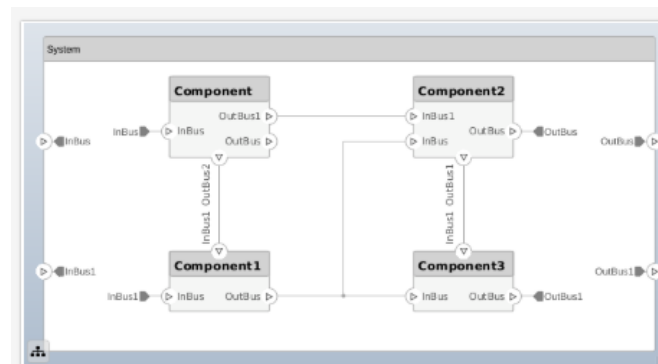 System
Component
Component2
OutBus1
InBus1
InBus
InBus
InBus
OutBus
InBus
OutBus
OutBus
OutBus
InBus1 OutBus2
InBus1 OutBus1
Component1
Component3
InBus1
OutBus1
InBus1
InBus
OutBus
InBus
OutBus
OutBus1